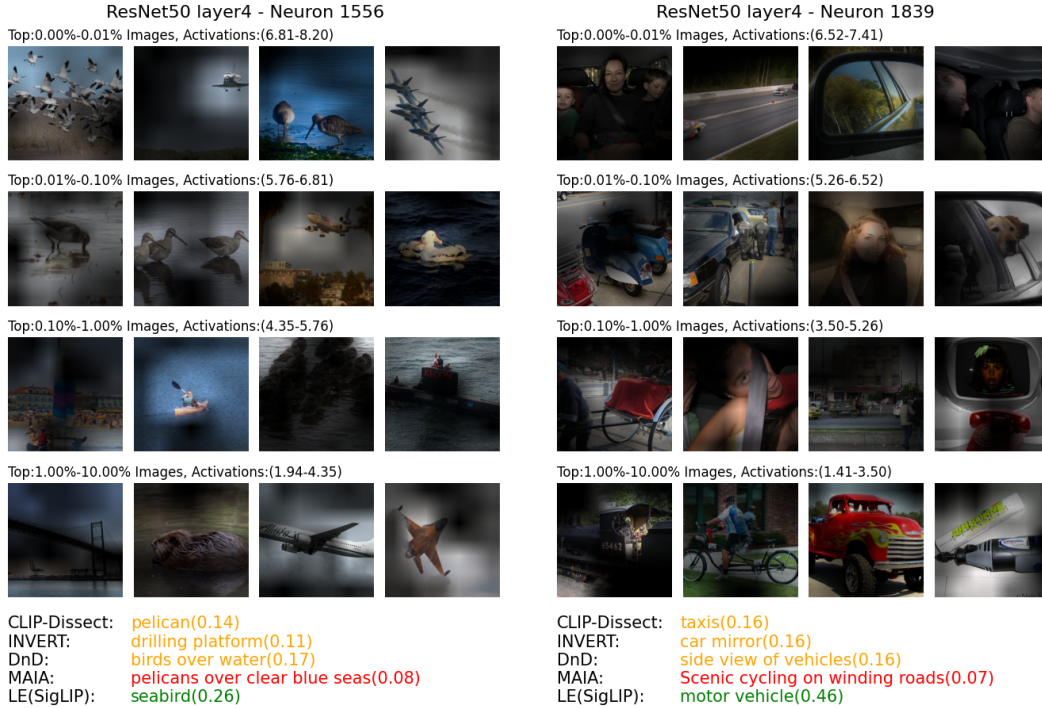 ResNet50 layer4 - Neuron 1556
Top:0.00%-0.01% Images, Activations:(6.81-8.20)
Top:0.01%-0.10% Images, Activations:(5.76-6.81)
Top:0.10%-1.00% Images, Activations:(4.35-5.76)
Top:1.00%-10.00% Images, Activations:(1.94-4.35)
CLIP-Dissect: pelican(0.14)
INVERT: drilling platform(0.11)
DnD: birds over water(0.17)
MAIA: pelicans over clear blue seas(0.08)
LE(SigLIP): seabird(0.26)
ResNet50 layer4 - Neuron 1839
Top:0.00%-0.01% Images, Activations:(6.52-7.41)
Top:0.01%-0.10% Images, Activations:(5.26-6.52)
Top:0.10%-1.00% Images, Activations:(3.50-5.26)
Top:1.00%-10.00% Images, Activations:(1.41-3.50)
65462
CLIP-Dissect: taxis(0.16)
INVERT: car mirror(0.16)
DnD: side view of vehicles(0.16)
MAIA: Scenic cycling on winding roads(0.07)
LE(SigLIP): motor vehicle(0.46)